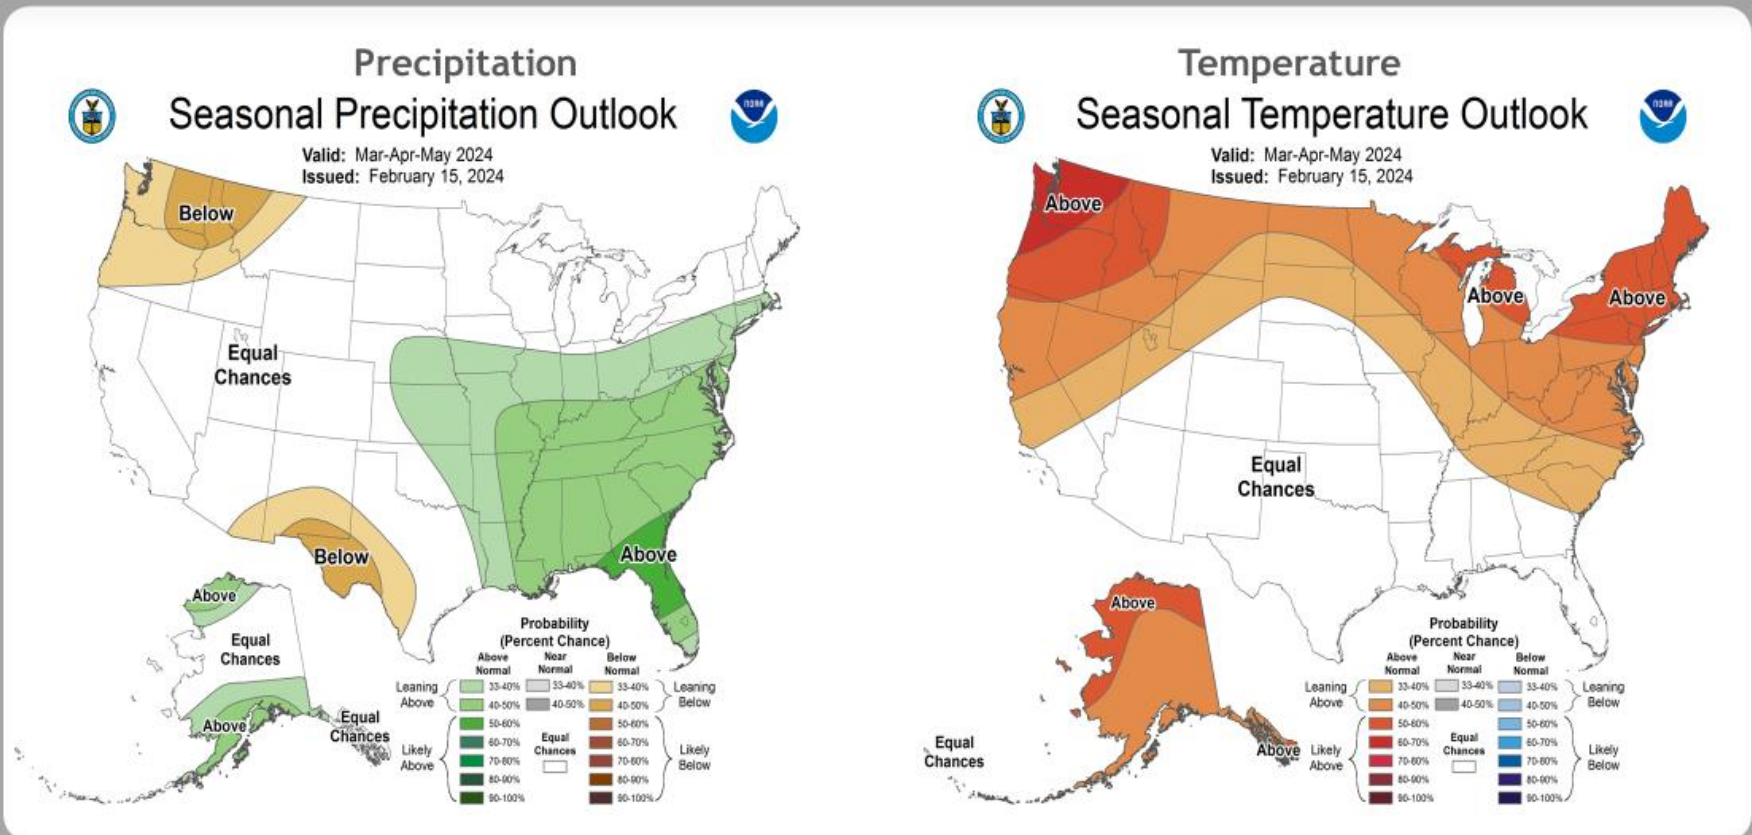 Precipitation
NOAA
Seasonal Precipitation Outlook
Valid: Mar-Apr-May 2024
Issued: February 15, 2024
Below
Equal
Chances
Below
Above
Above
Equal
Chances
Above
Equal
Chances
Probability
(Percent Chance)
Above Normal
Near Normal
Below Normal
Leaning Above
33-40%
33-40%
33-40%
Leaning Below
40-50%
40-50%
40-50%
Likely Above
50-60%
50-60%
Likely Below
60-70%
Equal Chances
60-70%
70-80%
70-80%
80-90%
80-90%
90-100%
90-100%
Temperature
NOAA
Seasonal Temperature Outlook
Valid: Mar-Apr-May 2024
Issued: February 15, 2024
Above
Above
Above
Equal
Chances
Above
Equal
Chances
Above
Probability
(Percent Chance)
Above Normal
Near Normal
Below Normal
Leaning Above
33-40%
33-40%
33-40%
Leaning Below
40-50%
40-50%
40-50%
Likely Above
50-60%
50-60%
Likely Below
60-70%
Equal Chances
60-70%
70-80%
70-80%
80-90%
80-90%
90-100%
90-100%